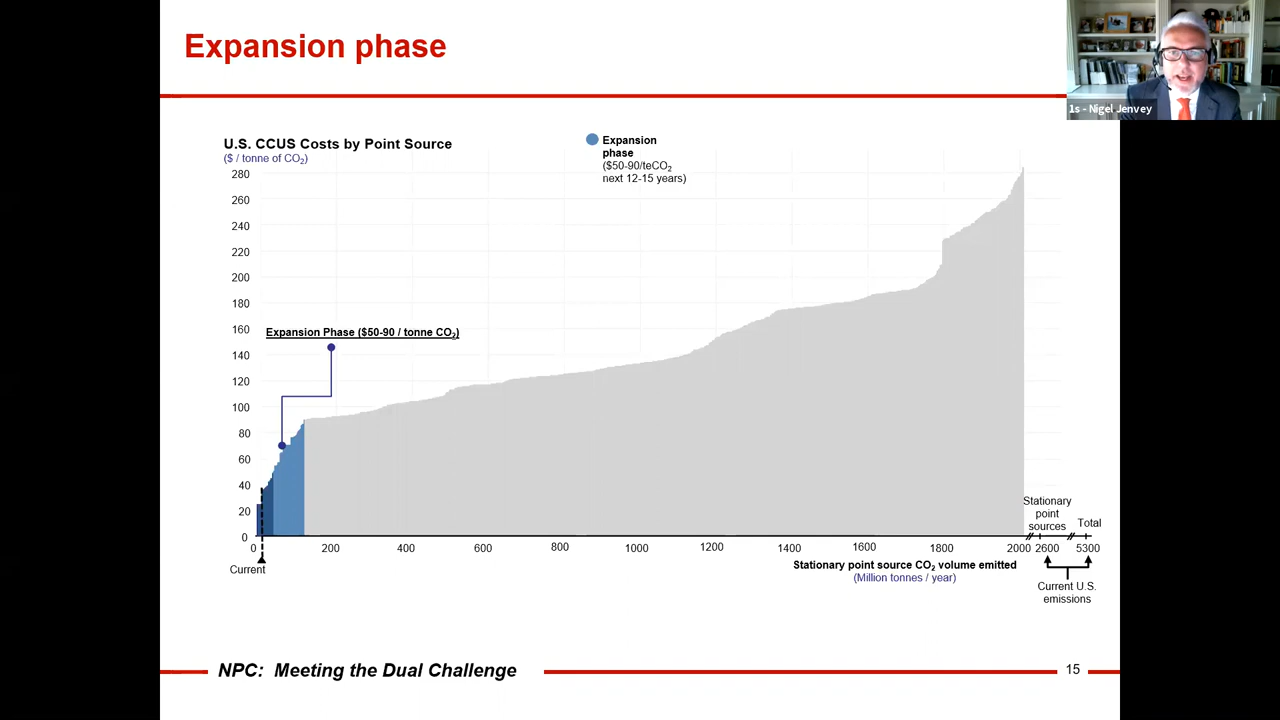 Expansion phase
1s - Nigel Jenvey
U.S. CCUS Costs by Point Source
($ / tonne of CO₂)
Expansion
phase
($50-90/teCO₂
next 12-15 years)
280
260
240
220
200
180
160
140
120
100
80
60
40
20
0
Expansion Phase ($50-90 / tonne CO₂)
Stationary
point
sources
Total
0 200 400 600 800 1000 1200 1400 1600 1800 2000 2600 5300
Current
Stationary point source CO₂ volume emitted
(Million tonnes / year)
Current U.S.
emissions
NPC: Meeting the Dual Challenge
15